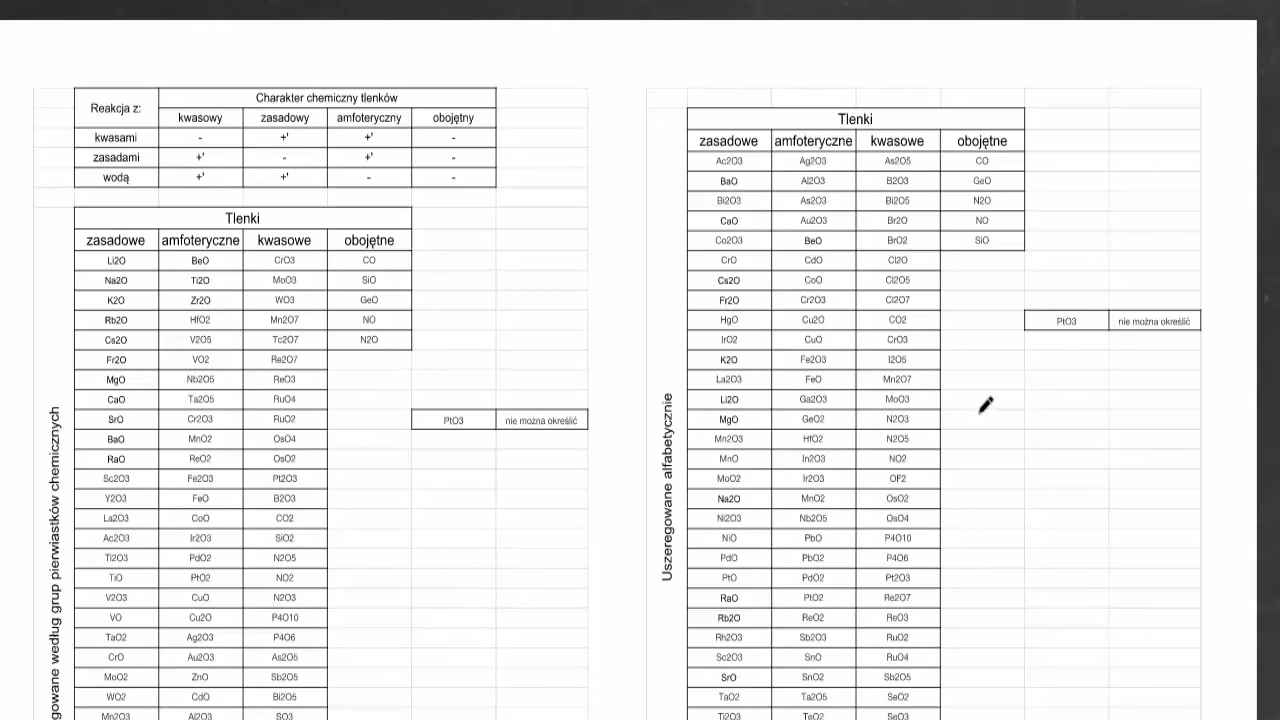 Reakcja z: Charakter chemiczny tlenków
kwasowy zasadowy amfoteryczny obojętny
kwasami - +' +' -
zasadami +' - +' -
wodą +' +' - -
Tlenki
zasadowe amfoteryczne kwasowe obojętne
Li2O BeO CrO3 CO
Na2O Ti2O MoO3 SiO
K2O Zr2O WO3 GeO
Rb2O HfO2 Mn2O7 NO
Cs2O V2O5 Tc2O7 N2O
Fr2O VO2 Re2O7
MgO Nb2O5 ReO3
CaO Ta2O5 RuO4
SrO Cr2O3 RuO2 PtO3 nie można określić
BaO MnO2 OsO4
RaO ReO2 OsO2
Sc2O3 Fe2O3 Pt2O3
Y2O3 FeO B2O3
La2O3 CoO CO2
Ac2O3 Ir2O3 SiO2
Ti2O3 PdO2 N2O5
TiO PtO2 NO2
V2O3 CuO N2O3
VO Cu2O P4O10
TaO2 Ag2O3 P4O6
CrO Au2O3 As2O5
MoO2 ZnO Sb2O5
WO2 CdO Bi2O5
Mn2O3 Al2O3 SO3
gowane według grup pierwiastków chemicznych
Tlenki
zasadowe amfoteryczne kwasowe obojętne
Ac2O3 Ag2O3 As2O5 CO
BaO Al2O3 B2O3 GeO
Bi2O3 As2O3 Bi2O5 N2O
CaO Au2O3 Br2O NO
Co2O3 BeO BrO2 SiO
CrO CdO Cl2O
Cs2O CoO Cl2O5
Fr2O Cr2O3 Cl2O7
HgO Cu2O CO2 PtO3 nie można określić
IrO2 CuO CrO3
K2O Fe2O3 I2O5
La2O3 FeO Mn2O7
Li2O Ga2O3 MoO3
MgO GeO2 N2O3
Mn2O3 HfO2 N2O5
MnO In2O3 NO2
MoO2 Ir2O3 OF2
Na2O MnO2 OsO2
Ni2O3 Nb2O5 OsO4
NiO PbO P4O10
PdO PbO2 P4O6
PtO PdO2 Pt2O3
RaO PtO2 Re2O7
Rb2O ReO2 ReO3
Rh2O3 Sb2O3 RuO2
Sc2O3 SnO RuO4
SrO SnO2 Sb2O5
TaO2 Ta2O5 SeO2
Ti2O3 TeO2 SeO3
Uszeregowane alfabetycznie